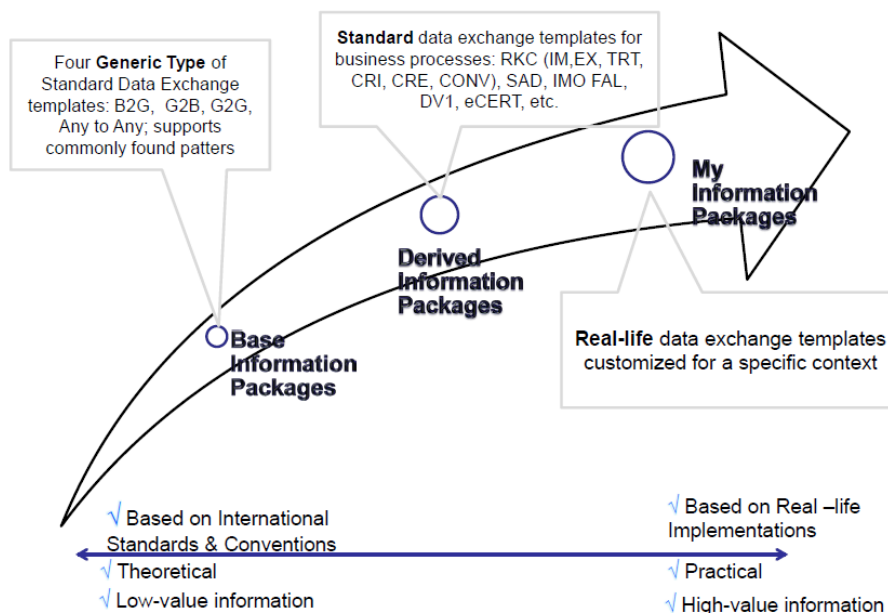 Four Generic Type of
Standard Data Exchange
templates: B2G, G2B, G2G,
Any to Any; supports
commonly found patters
Standard data exchange templates for
business processes: RKC (IM,EX, TRT,
CRI, CRE, CONV), SAD, IMO FAL,
DV1, eCERT, etc.
My
Information
Packages
Derived
Information
Packages
Base
Information
Packages
Real-life data exchange templates
customized for a specific context
√ Based on International
Standards & Conventions
√ Theoretical
√ Low-value information
√ Based on Real –life
Implementations
√ Practical
√ High-value information